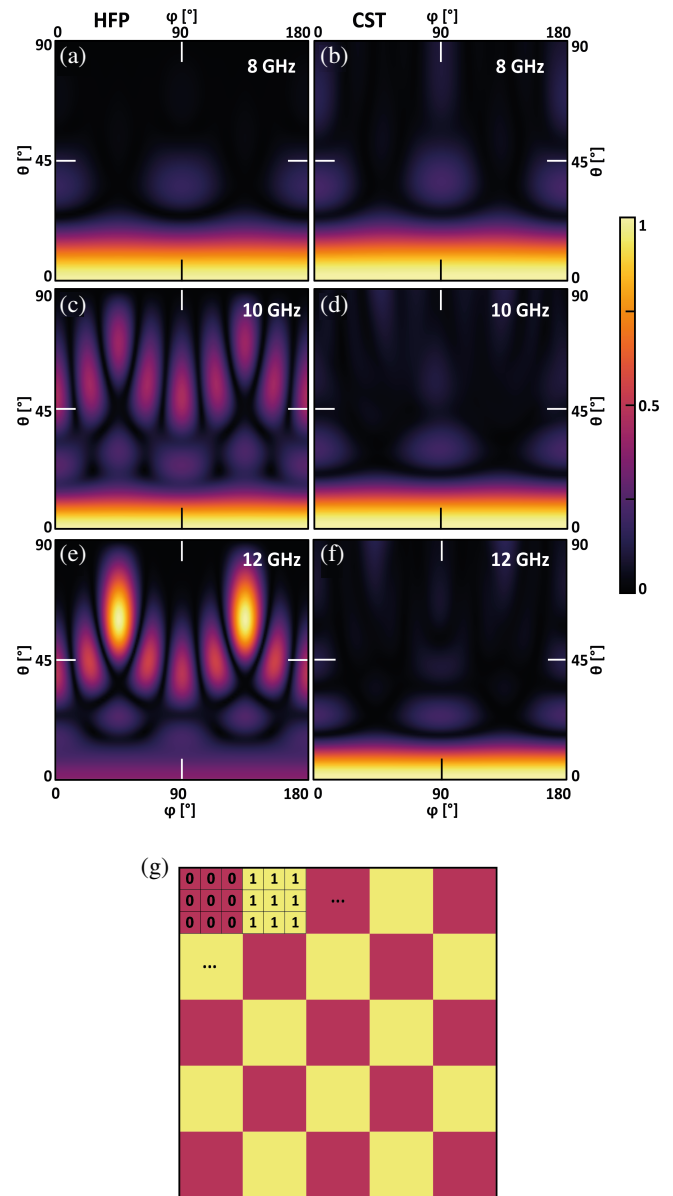 HFP φ [°] CST
0 90 180 0 90 180
90 (a) 8 GHz (b) 8 GHz 90
θ [°] 45 45 θ [°]
0 0
1
90 (c) 10 GHz (d) 10 GHz 90
θ [°] 45 0.5 45 θ [°]
0 0
90 (e) 12 GHz (f) 12 GHz 90
0
θ [°] 45 45 θ [°]
0 0
0 90 180 0 90 180
φ [°] φ [°]
(g)
0 0 0 1 1 1
0 0 0 1 1 1 ...
0 0 0 1 1 1
...